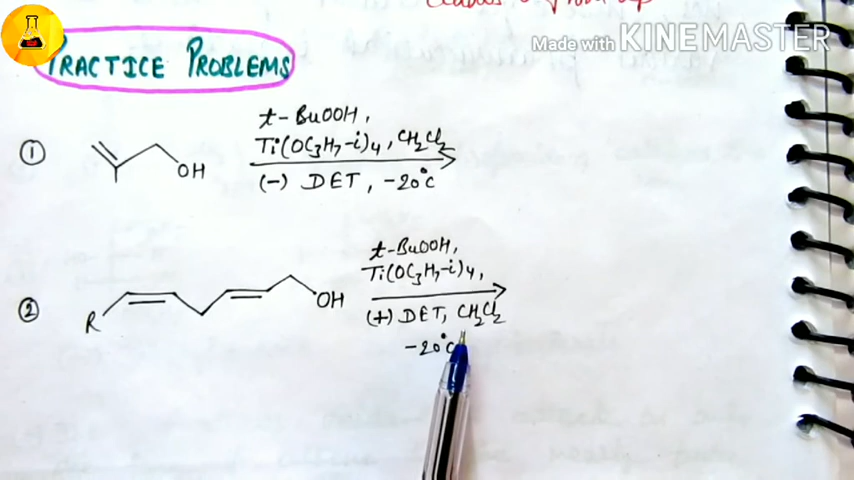 Made with KINEMASTER
PRACTICE PROBLEMS
①
OH
t-BuOOH,
Ti(OC3H7-i)4, CH2Cl2
(-) DET, -20°C
②
R
OH
t-BuOOH,
Ti(OC3H7-i)4,
(+) DET, CH2Cl2
-20°C